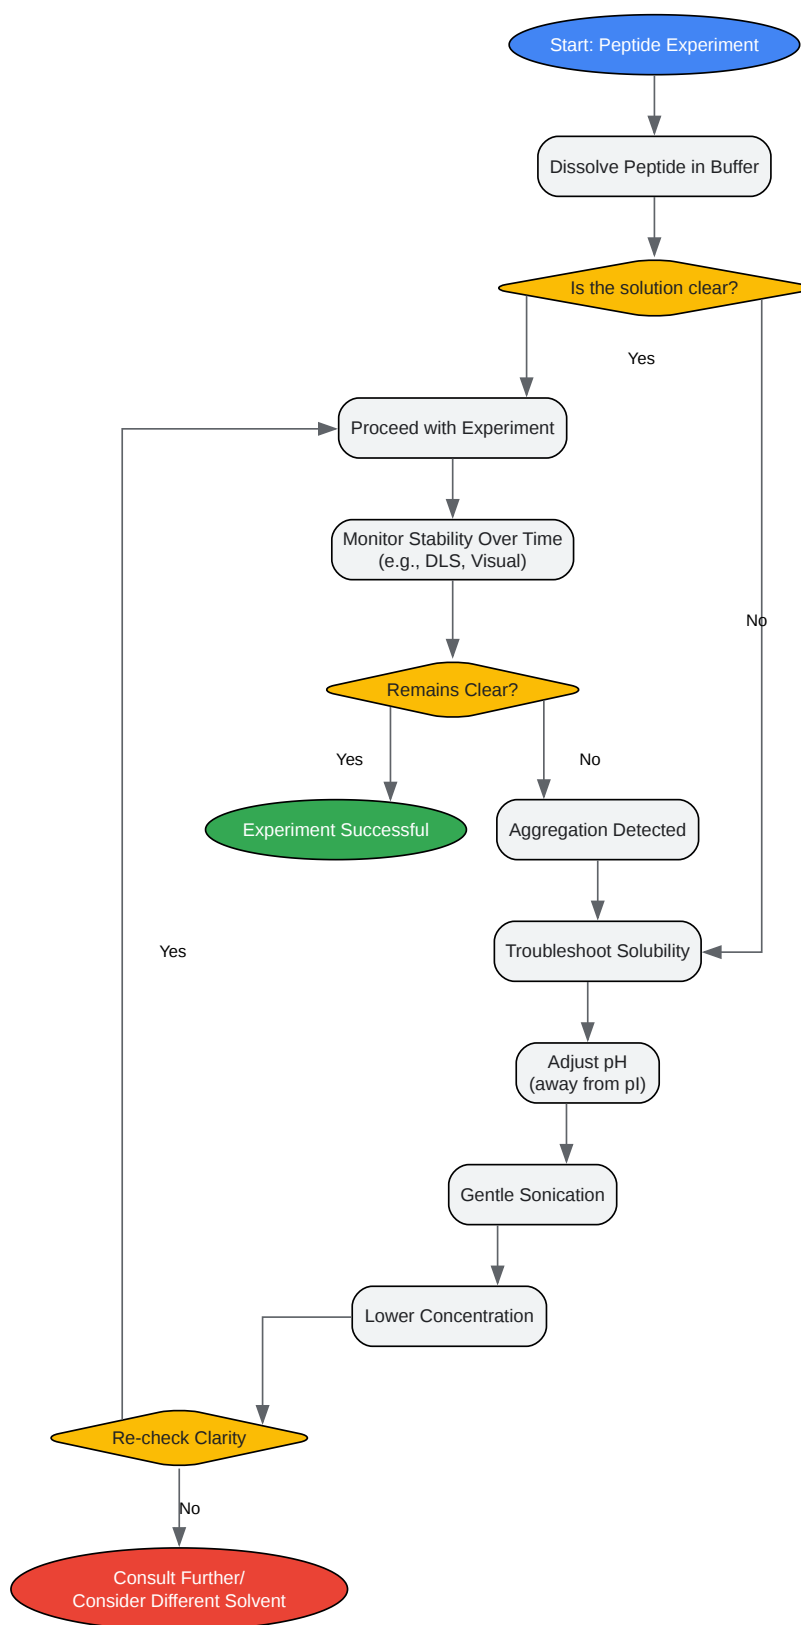 Start: Peptide Experiment
Dissolve Peptide in Buffer
Is the solution clear?
Yes
Proceed with Experiment
Monitor Stability Over Time
(e.g., DLS, Visual)
No
Remains Clear?
Yes
No
Experiment Successful
Aggregation Detected
Yes
Troubleshoot Solubility
Adjust pH
(away from pI)
Gentle Sonication
Lower Concentration
Re-check Clarity
No
Consult Further/
Consider Different Solvent